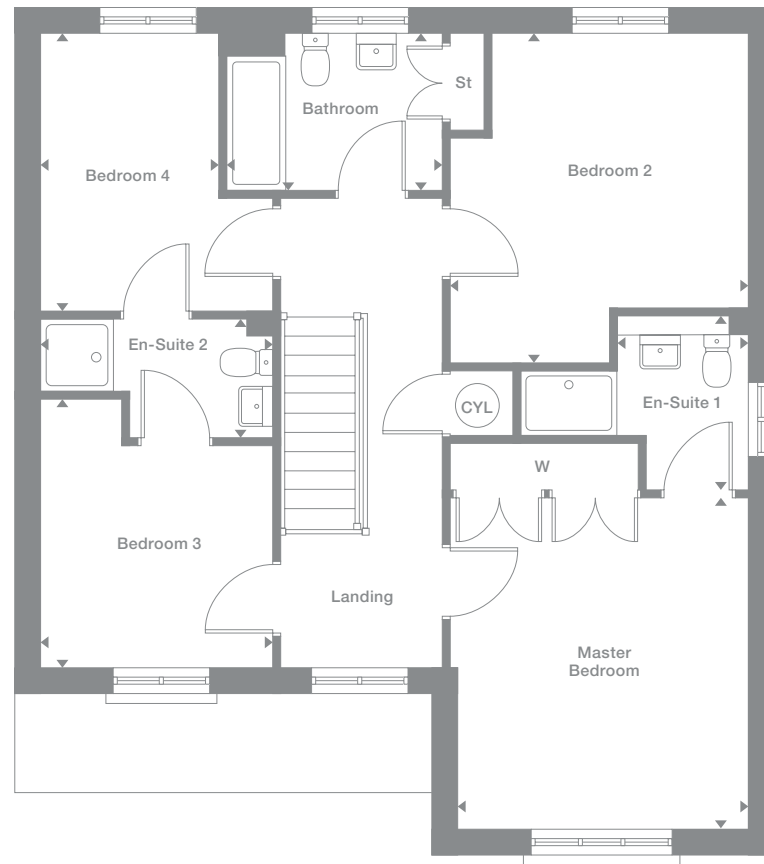 Bathroom
St
Bedroom 4
Bedroom 2
En-Suite 2
CYL
En-Suite 1
W
Bedroom 3
Landing
Master
Bedroom